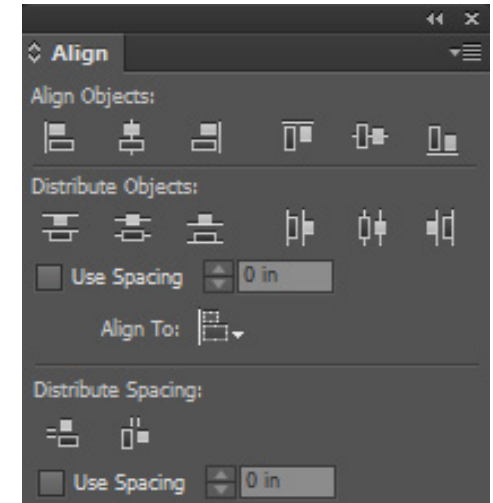 Align
Align Objects:
Distribute Objects:
Use Spacing 0 in
Align To:
Distribute Spacing:
Use Spacing 0 in